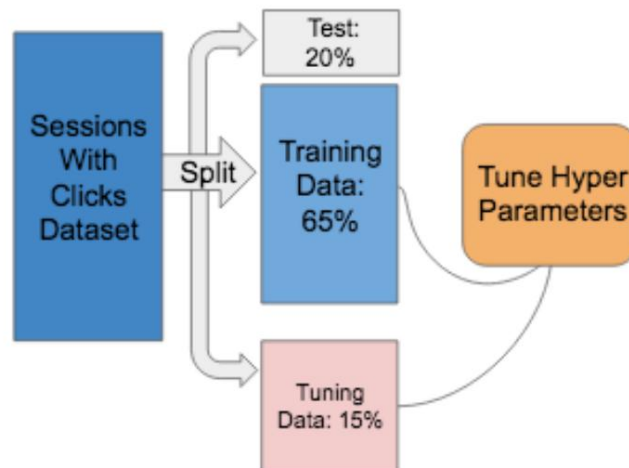 Test:
20%
Sessions
With
Clicks
Dataset
Split
Training
Data:
65%
Tune Hyper
Parameters
Tuning
Data: 15%